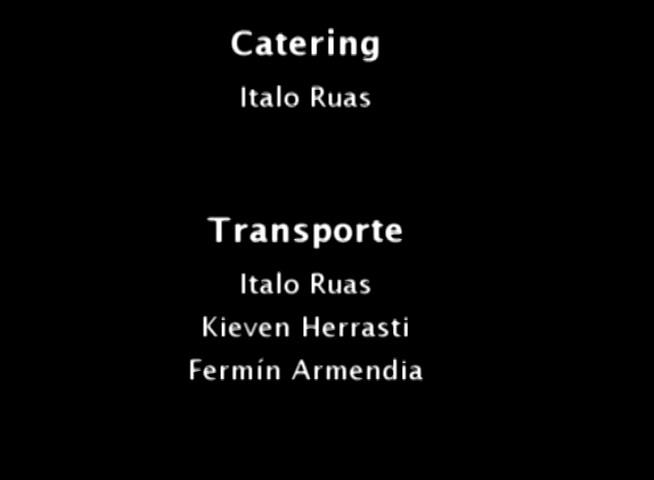 Catering
Italo Ruas
Transporte
Italo Ruas
Kieven Herrasti
Fermín Armendia